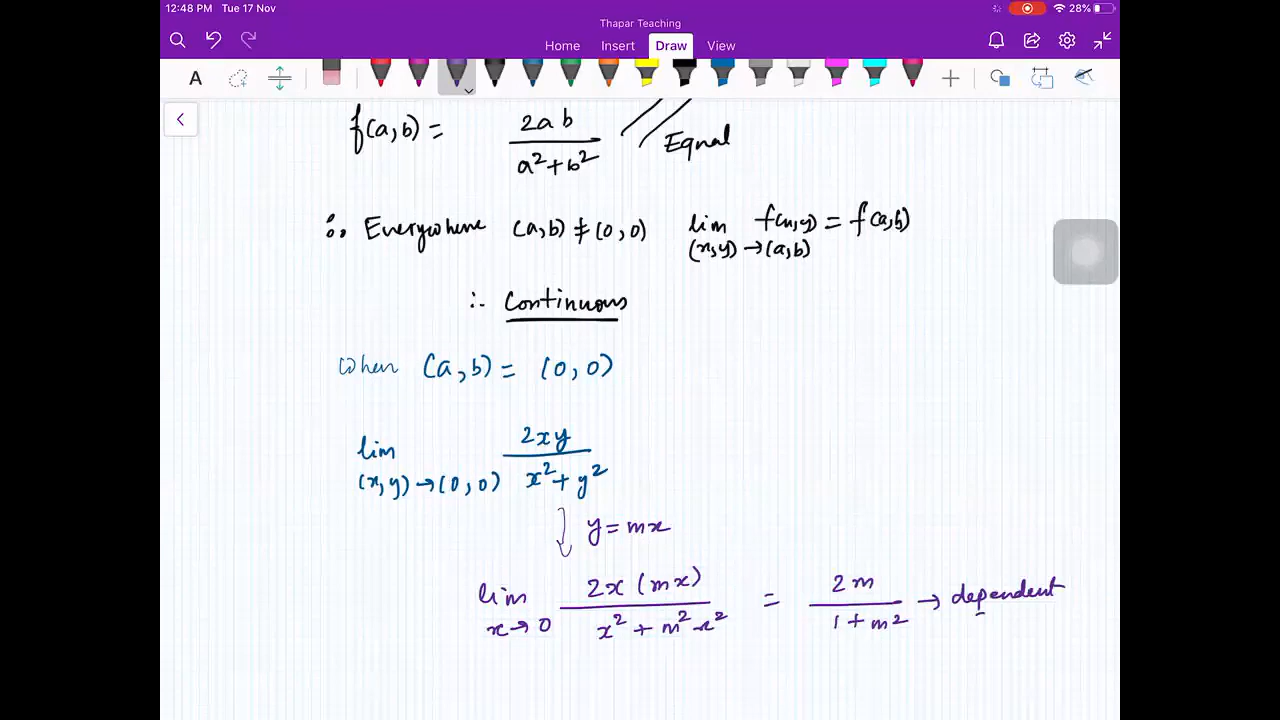 12:48 PM Tue 17 Nov 28%
Thapar Teaching
Home Insert Draw View
A
f(a,b) = 2ab / a²+b² Equal
∴ Everywhere (a,b) ≠ (0,0) lim (x,y)→(a,b) f(x,y) = f(a,b)
∴ Continuous
When (a,b) = (0,0)
lim (x,y)→(0,0) 2xy / x²+y²
↓ y=mx
lim x→0 2x(mx) / x²+m²x² = 2m / 1+m² → dependent